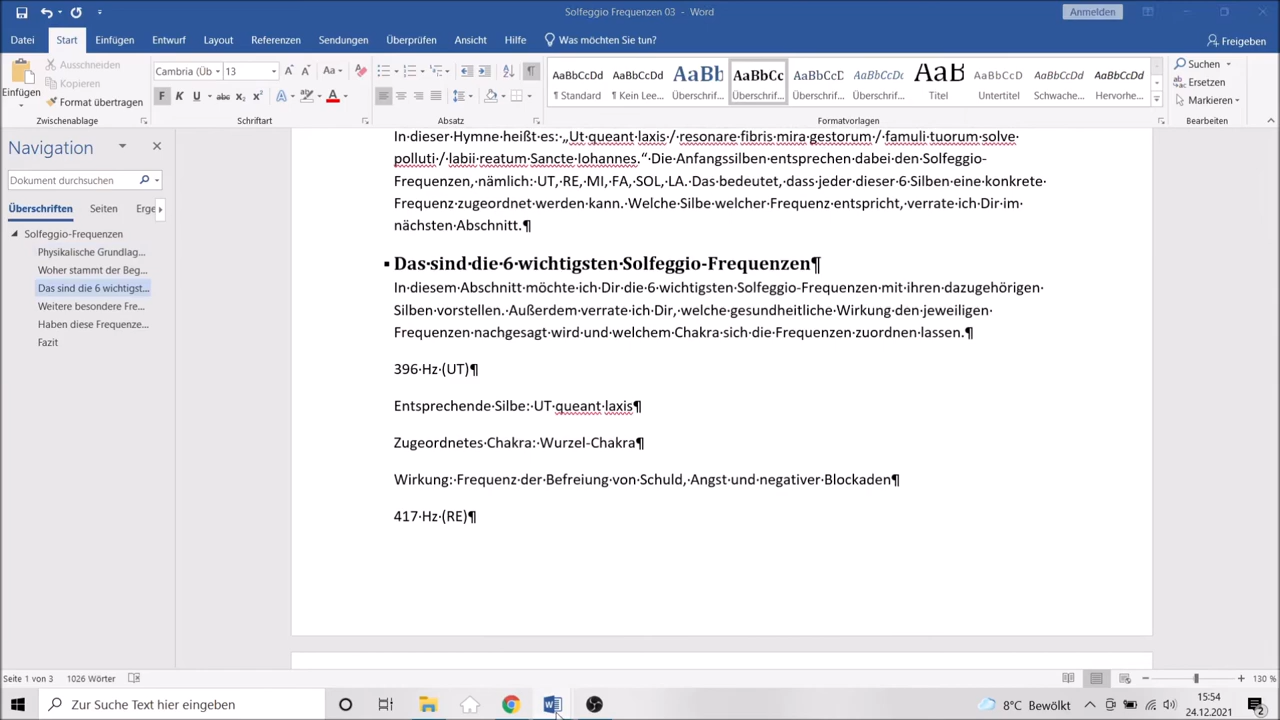 Solfeggio Frequenzen 03 - Word
Anmelden
Datei Start Einfügen Entwurf Layout Referenzen Sendungen Überprüfen Ansicht Hilfe Was möchten Sie tun? Freigeben
Einfügen
Ausschneiden
Kopieren
Format übertragen
Zwischenablage
Cambria (Üb 13
F K U abc x₂ x²
Schriftart
Absatz
AaBbCcDd AaBbCcDd AaBb AaBbCc AaBbCcD AaBbCcDd AaBb AaBbCcDd AaBbCcDd AaBbCcDd
Standard ¶ Kein Lee... Überschrif... Überschrif... Überschrif... Überschrif... Titel Untertitel Schwache... Hervorhe...
Formatvorlagen
Suchen
Ersetzen
Markieren
Bearbeiten
Navigation
Dokument durchsuchen
Überschriften Seiten Erge
Solfeggio-Frequenzen
Physikalische Grundlag...
Woher stammt der Beg...
Das sind die 6 wichtigst...
Weitere besondere Fre...
Haben diese Frequenze...
Fazit
In·dieser·Hymne·heißt·es:·„Ut·queant·laxis·/·resonare·fibris·mira·gestorum·/·famuli·tuorum·solve·
polluti·/·labii·reatum·Sancte·Iohannes.“·Die·Anfangssilben·entsprechen·dabei·den·Solfeggio-
Frequenzen,·nämlich:·UT,·RE,·MI,·FA,·SOL,·LA.·Das·bedeutet,·dass·jeder·dieser·6·Silben·eine·konkrete·
Frequenz·zugeordnet·werden·kann.·Welche·Silbe·welcher·Frequenz·entspricht,·verrate·ich·Dir·im·
nächsten·Abschnitt.¶
Das·sind·die·6·wichtigsten·Solfeggio-Frequenzen¶
In·diesem·Abschnitt·möchte·ich·Dir·die·6·wichtigsten·Solfeggio-Frequenzen·mit·ihren·dazugehörigen·
Silben·vorstellen.·Außerdem·verrate·ich·Dir,·welche·gesundheitliche·Wirkung·den·jeweiligen·
Frequenzen·nachgesagt·wird·und·welchem·Chakra·sich·die·Frequenzen·zuordnen·lassen.¶
396·Hz·(UT)¶
Entsprechende·Silbe:·UT·queant·laxis¶
Zugeordnetes·Chakra:·Wurzel-Chakra¶
Wirkung:·Frequenz·der·Befreiung·von·Schuld,·Angst·und·negativer·Blockaden¶
417·Hz·(RE)¶
Seite 1 von 3 1026 Wörter 130 %
Zur Suche Text hier eingeben
8°C Bewölkt
15:54
24.12.2021
2